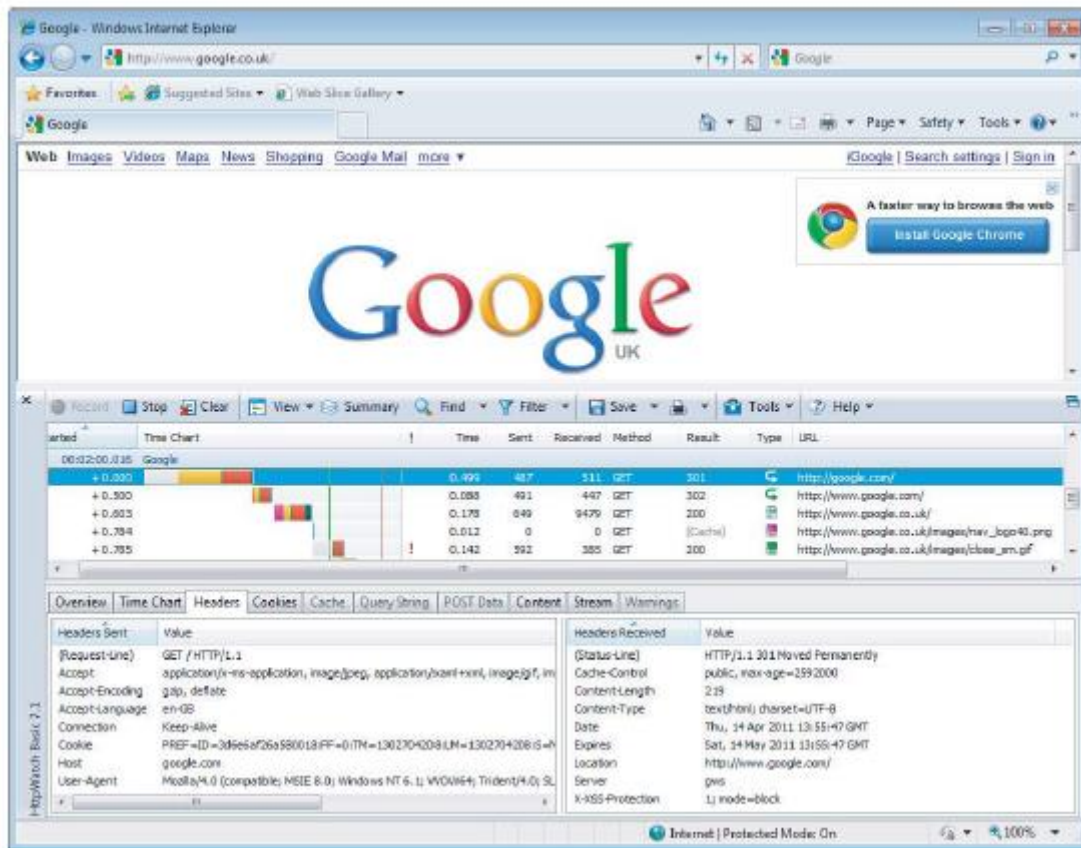 Google - Windows Internet Explorer
http://www.google.co.uk/
Google
Favorites Suggested Sites Web Slice Gallery
Google
Page Safety Tools
Web Images Videos Maps News Shopping Google Mail more
iGoogle | Search settings | Sign in
A faster way to browse the web
Install Google Chrome
Google
UK
Record Stop Clear View Summary Find Filter Save Tools Help
arted Time Chart ! Time Sent Received Method Result Type URL
00:02:00.016 Google
+ 0.000 0.499 487 511 GET 301 http://google.com/
+ 0.500 0.088 491 447 GET 302 http://www.google.com/
+ 0.603 0.178 649 9479 GET 200 http://www.google.co.uk/
+ 0.784 0.012 0 0 GET (Cache) http://www.google.co.uk/images/nav_logo40.png
+ 0.785 ! 0.142 592 385 GET 200 http://www.google.co.uk/images/close_sm.gif
Overview Time Chart Headers Cookies Cache Query String POST Data Content Stream Warnings
Headers Sent Value
(Request-Line) GET / HTTP/1.1
Accept application/x-ms-application, image/jpeg, application/xaml+xml, image/gif, im
Accept-Encoding gzip, deflate
Accept-Language en-GB
Connection Keep-Alive
Cookie
Host google.com
User-Agent Mozilla/4.0 (compatible; MSIE 8.0; Windows NT 6.1; WOW64; Trident/4.0; SL
Headers Received Value
(Status-Line) HTTP/1.1 301 Moved Permanently
Cache-Control public, max-age=2592000
Content-Length 219
Content-Type text/html; charset=UTF-8
Date Thu, 14 Apr 2011 13:55:47 GMT
Expires Sat, 14 May 2011 13:55:47 GMT
Location http://www.google.com/
Server gws
X-XSS-Protection 1; mode=block
HttpWatch Basic 7.1
Internet | Protected Mode: On
100%